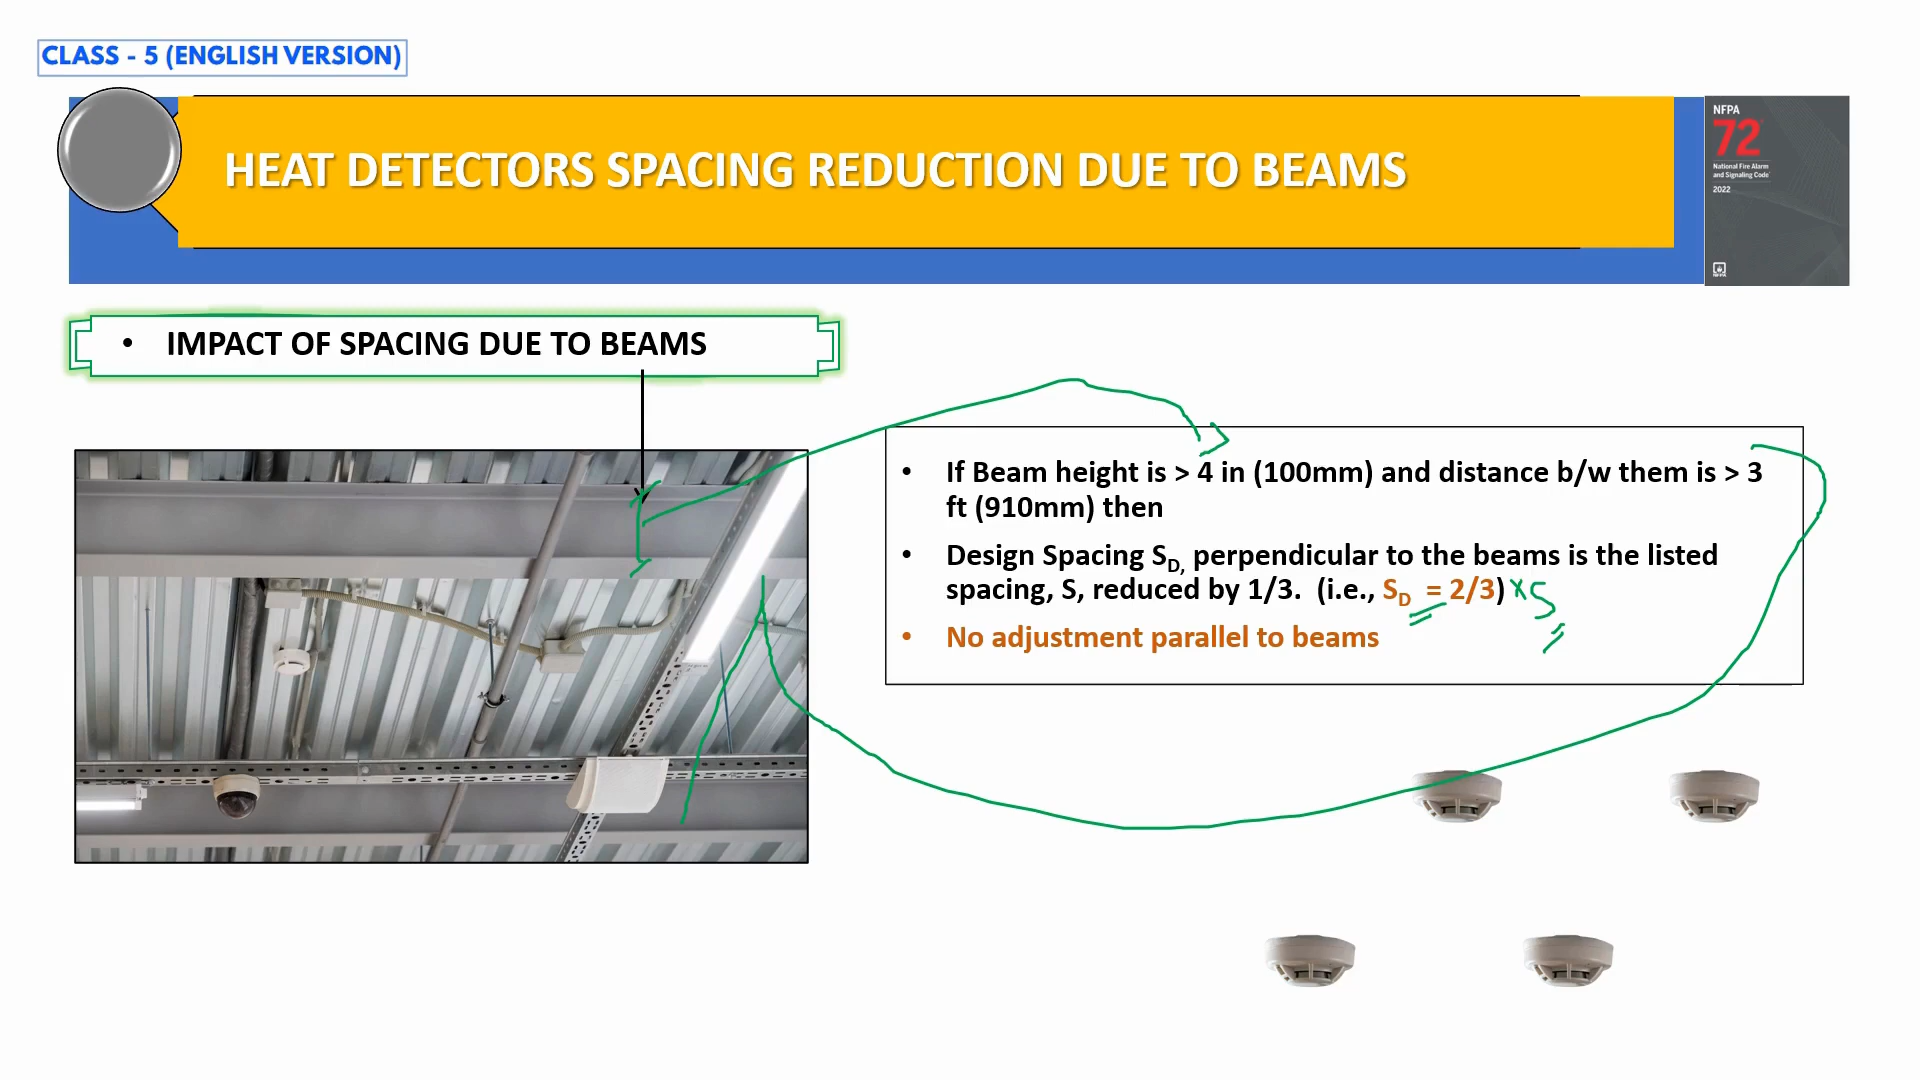 CLASS - 5 (ENGLISH VERSION)
HEAT DETECTORS SPACING REDUCTION DUE TO BEAMS
NFPA
72
National Fire Alarm
and Signaling Code
2022
NFPA
• IMPACT OF SPACING DUE TO BEAMS
• If Beam height is > 4 in (100mm) and distance b/w them is > 3
ft (910mm) then
• Design Spacing SD, perpendicular to the beams is the listed
spacing, S, reduced by 1/3. (i.e., SD = 2/3) × S
• No adjustment parallel to beams